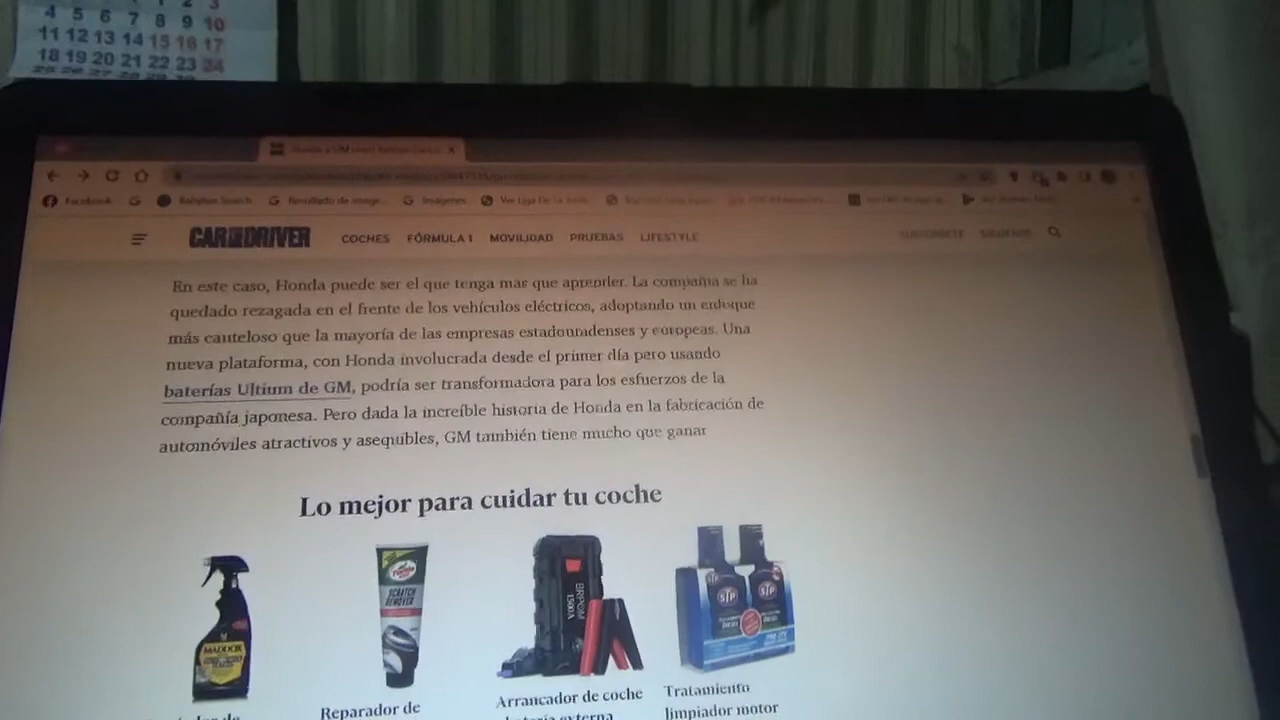 4 5 6 7 8 9 10
11 12 13 14 15 16 17
18 19 20 21 22 23 24
Facebook
Resultado de image...
Imágenes
CAR DRIVER
COCHES FÓRMULA 1 MOVILIDAD PRUEBAS LIFESTYLE
En este caso, Honda puede ser el que tenga más que aprender. La compañía se ha
quedado rezagada en el frente de los vehículos eléctricos, adoptando un enfoque
más cauteloso que la mayoría de las empresas estadounidenses y europeas. Una
nueva plataforma, con Honda involucrada desde el primer día pero usando
baterías Ultium de GM, podría ser transformadora para los esfuerzos de la
compañía japonesa. Pero dada la increíble historia de Honda en la fabricación de
automóviles atractivos y asequibles, GM también tiene mucho que ganar
Lo mejor para cuidar tu coche
MADDOX
SCRATCH
REMOVER
BRPOM
1500A
STP
STP
Reparador de
Arrancador de coche
Tratamiento
limpiador motor